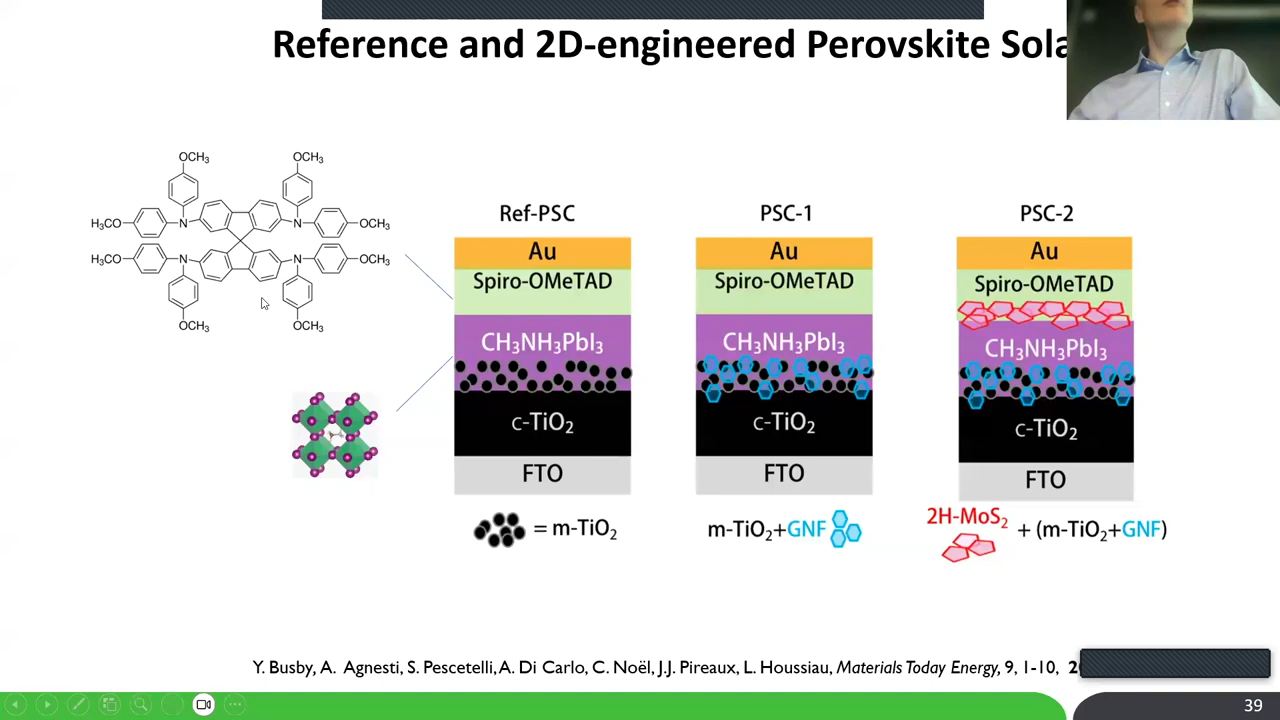 Reference and 2D-engineered Perovskite
OCH₃ OCH₃
H₃CO N N OCH₃
H₃CO N N OCH₃
OCH₃ OCH₃
Ref-PSC
Au
Spiro-OMeTAD
CH₃NH₃PbI₃
c-TiO₂
FTO
= m-TiO₂
PSC-1
Au
Spiro-OMeTAD
CH₃NH₃PbI₃
c-TiO₂
FTO
m-TiO₂+GNF
PSC-2
Au
Spiro-OMeTAD
CH₃NH₃PbI₃
c-TiO₂
FTO
2H-MoS₂ + (m-TiO₂+GNF)
Y. Busby, A. Agnesti, S. Pescetelli, A. Di Carlo, C. Noël, J.J. Pireaux, L. Houssiau, Materials Today Energy, 9, 1-10,
39